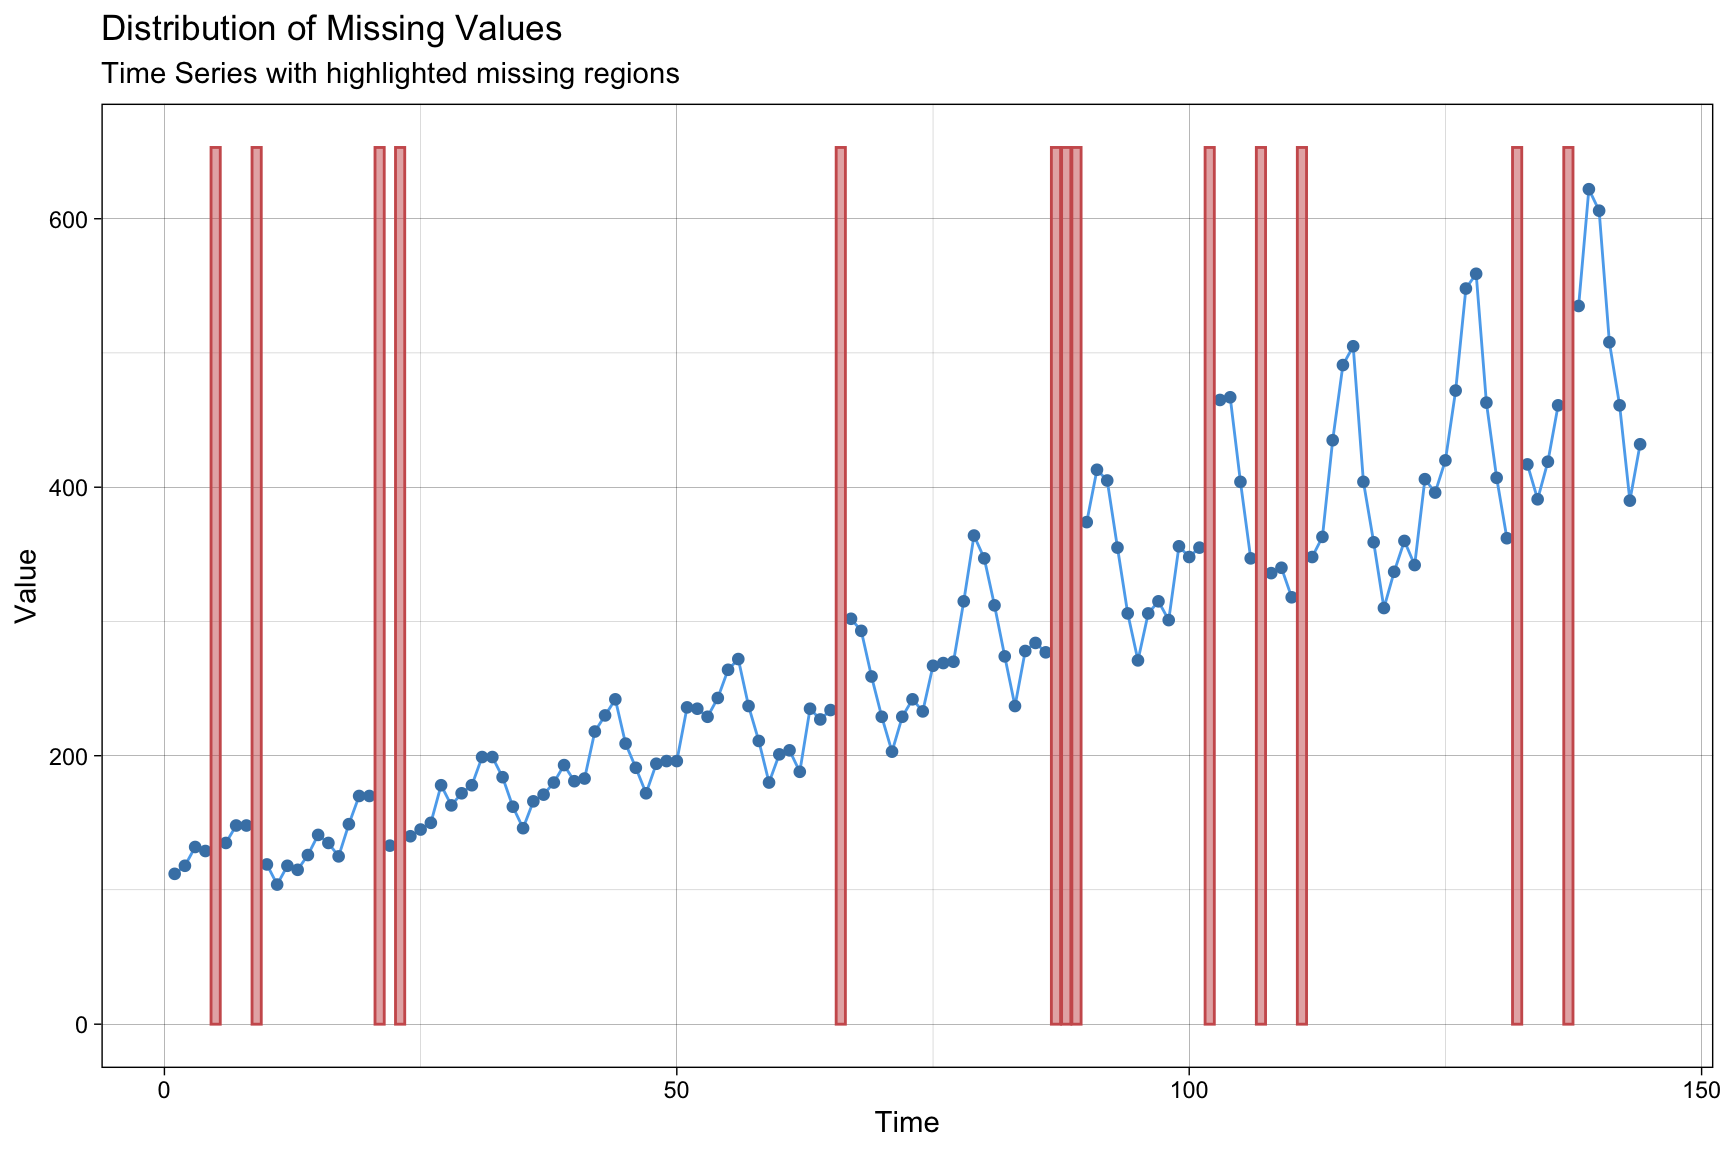 Distribution of Missing Values
Time Series with highlighted missing regions
Value
600
400
200
0
0
50
100
150
Time